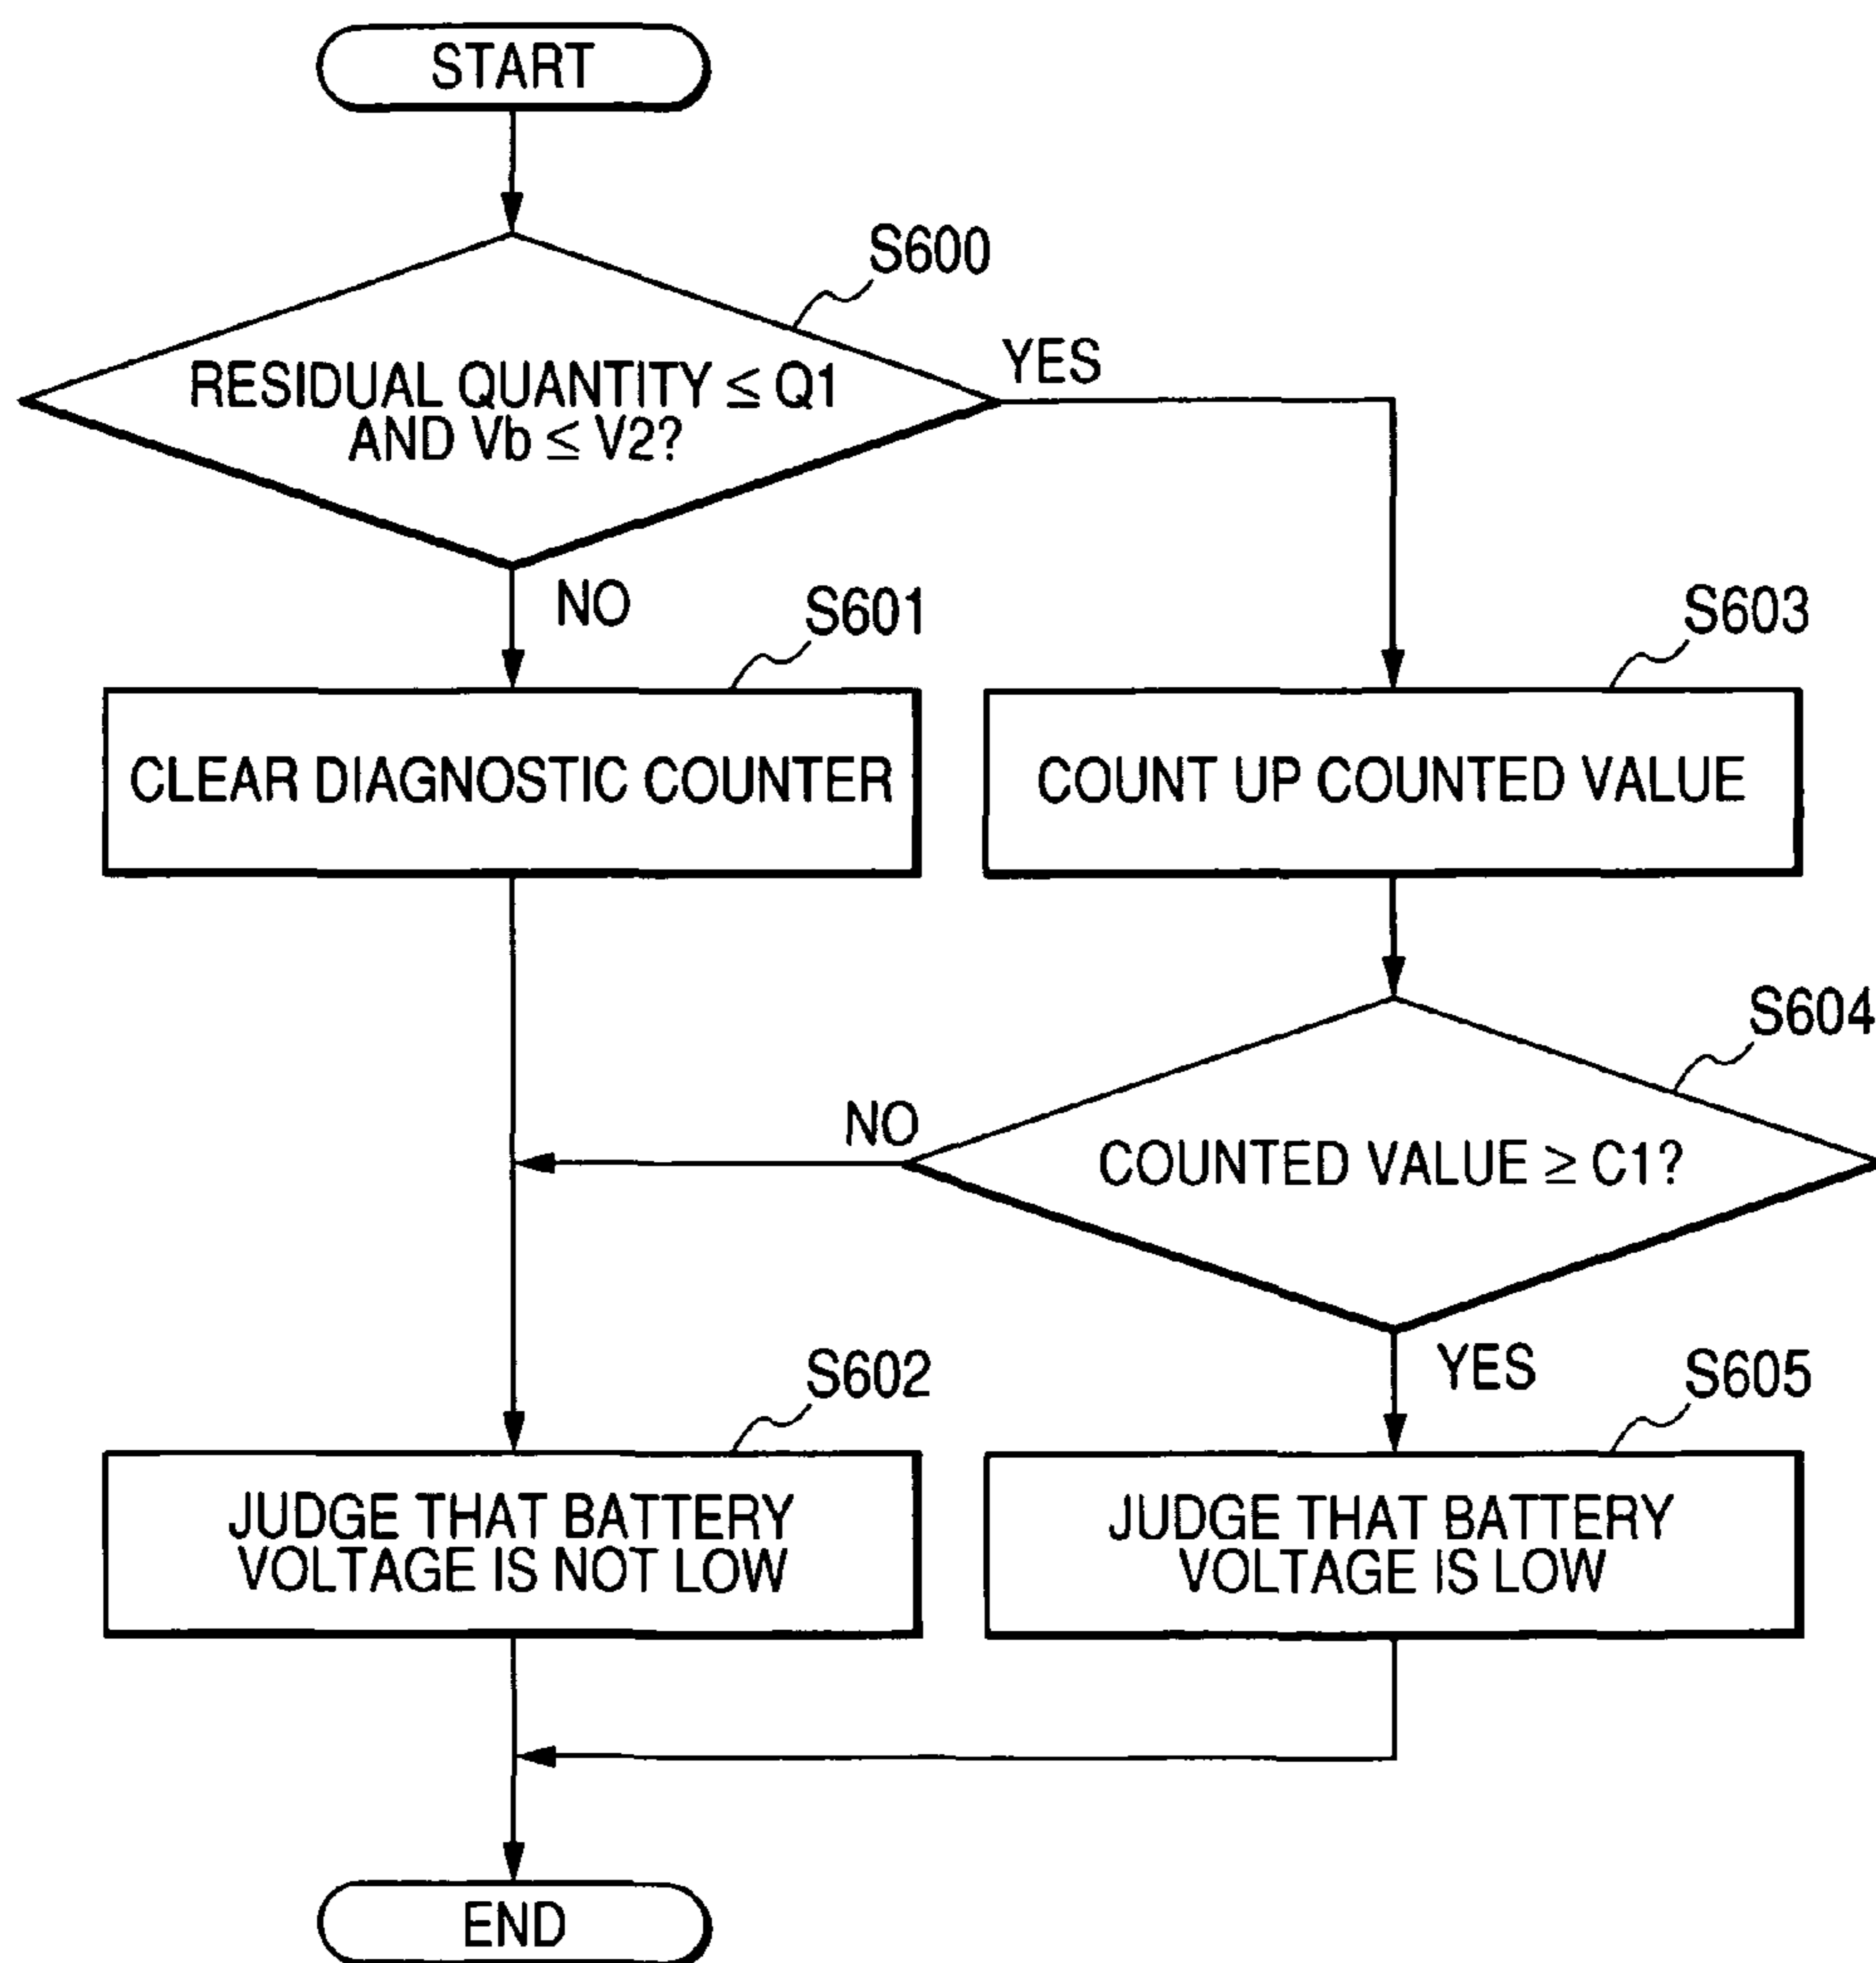 START
S600
RESIDUAL QUANTITY ≤ Q1
AND Vb ≤ V2?
YES
NO
S601
S603
CLEAR DIAGNOSTIC COUNTER
COUNT UP COUNTED VALUE
S604
NO
COUNTED VALUE ≥ C1?
YES
S602
S605
JUDGE THAT BATTERY
VOLTAGE IS NOT LOW
JUDGE THAT BATTERY
VOLTAGE IS LOW
END